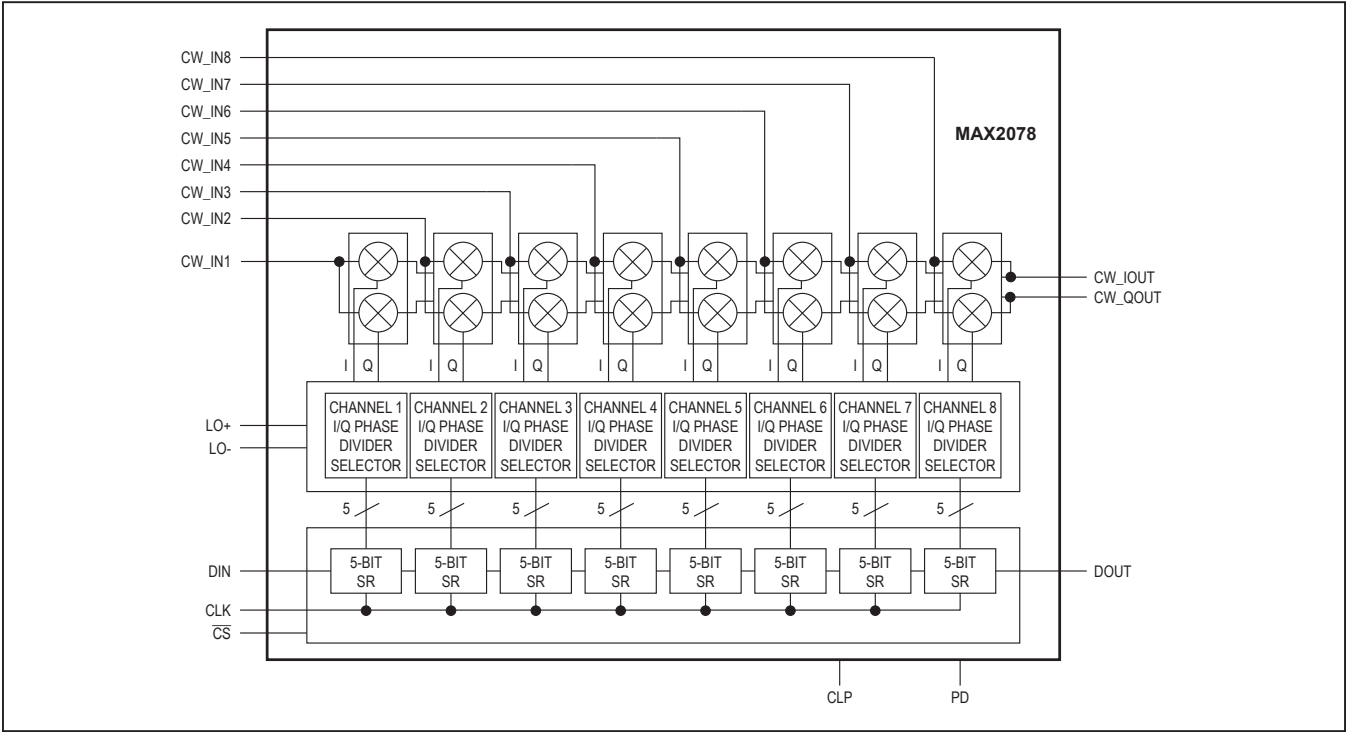 CW_IN8
CW_IN7
CW_IN6
CW_IN5
CW_IN4
CW_IN3
CW_IN2
CW_IN1
MAX2078
CW_IOUT
CW_QOUT
I Q I Q I Q I Q I Q I Q I Q I Q
LO+
LO-
CHANNEL 1
I/Q PHASE
DIVIDER
SELECTOR
CHANNEL 2
I/Q PHASE
DIVIDER
SELECTOR
CHANNEL 3
I/Q PHASE
DIVIDER
SELECTOR
CHANNEL 4
I/Q PHASE
DIVIDER
SELECTOR
CHANNEL 5
I/Q PHASE
DIVIDER
SELECTOR
CHANNEL 6
I/Q PHASE
DIVIDER
SELECTOR
CHANNEL 7
I/Q PHASE
DIVIDER
SELECTOR
CHANNEL 8
I/Q PHASE
DIVIDER
SELECTOR
5 5 5 5 5 5 5 5
DIN
5-BIT
SR
5-BIT
SR
5-BIT
SR
5-BIT
SR
5-BIT
SR
5-BIT
SR
5-BIT
SR
5-BIT
SR
DOUT
CLK
C̅S̅
CLP
PD